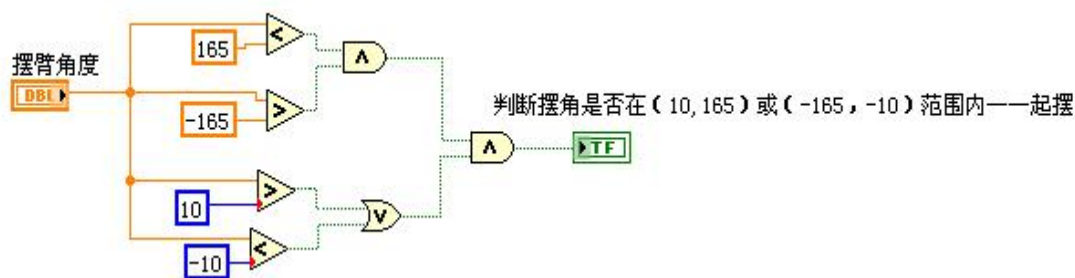 <
165
摆臂角度
DBL
∧
>
-165
判断摆角是否在(10,165)或(-165,-10)范围内——起摆
∧
TF
>
10
∨
<
-10